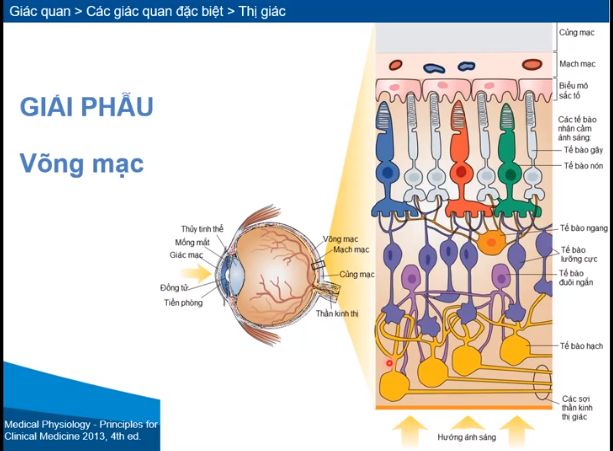 Giác quan > Các giác quan đặc biệt > Thị giác
GIẢI PHẪU
Võng mạc
Thủy tinh thể
Mống mắt
Giác mạc
Đồng tử
Tiền phòng
Võng mạc
Mạch mạc
Củng mạc
Thần kinh thị
Củng mạc
Mạch mạc
Biểu mô
sắc tố
Các tế bào
nhận cảm
ánh sáng:
Tế bào gậy
Tế bào nón
Tế bào ngang
Tế bào
lưỡng cực
Tế bào
đuôi ngắn
Tế bào hạch
Các sợi
thần kinh
thị giác
Hướng ánh sáng
Medical Physiology - Principles for
Clinical Medicine 2013, 4th ed.